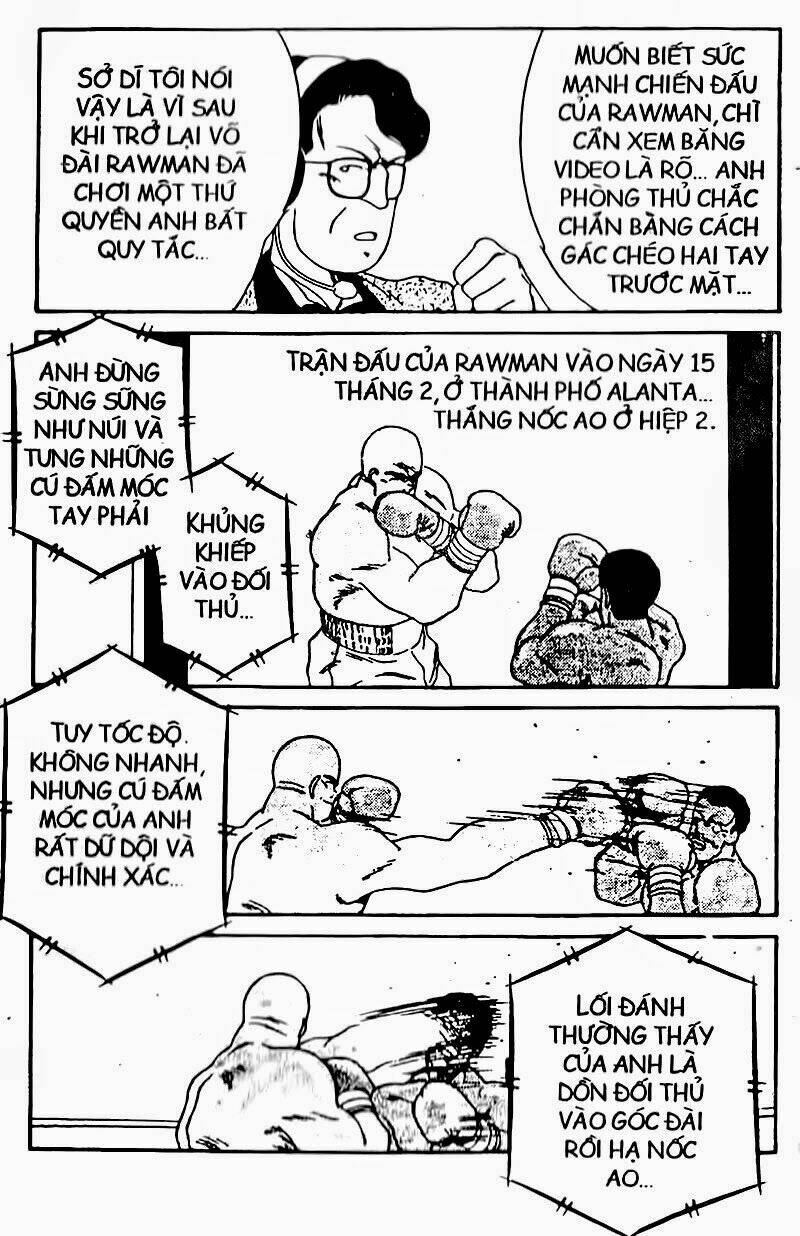 SỞ DĨ TÔI NÓI
VẬY LÀ VÌ SAU
KHI TRỞ LẠI VÕ
ĐÀI RAWMAN ĐÃ
CHƠI MỘT THỨ
QUYỀN ANH BẤT
QUY TẮC...
MUỐN BIẾT SỨC
MẠNH CHIẾN ĐẤU
CỦA RAWMAN, CHỈ
CẨN XEM BĂNG
VIDEO LÀ RÕ... ANH
PHÒNG THỦ CHẮC
CHẮN BẰNG CÁCH
GÁC CHÉO HAI TAY
TRƯỚC MẶT...
TRẬN ĐẤU CỦA RAWMAN VÀO NGÀY 15
THÁNG 2, Ở THÀNH PHỐ ALANTA...
THẮNG NỐC AO Ở HIỆP 2.
ANH ĐỪNG
SỪNG SỮNG
NHƯ NÚI VÀ
TUNG NHỮNG
CÚ ĐẤM MÓC
TAY PHẢI
KHỦNG
KHIẾP
VÀO ĐỐI
THỦ...
TUY TỐC ĐỘ
KHÔNG NHANH,
NHƯNG CÚ ĐẤM
MÓC CỦA ANH
RẤT DỮ DỘI VÀ
CHÍNH XÁC...
LỐI ĐÁNH
THƯỜNG THẤY
CỦA ANH LÀ
DỒN ĐỐI THỦ
VÀO GÓC ĐÀI
RỒI HẠ NỐC
AO...